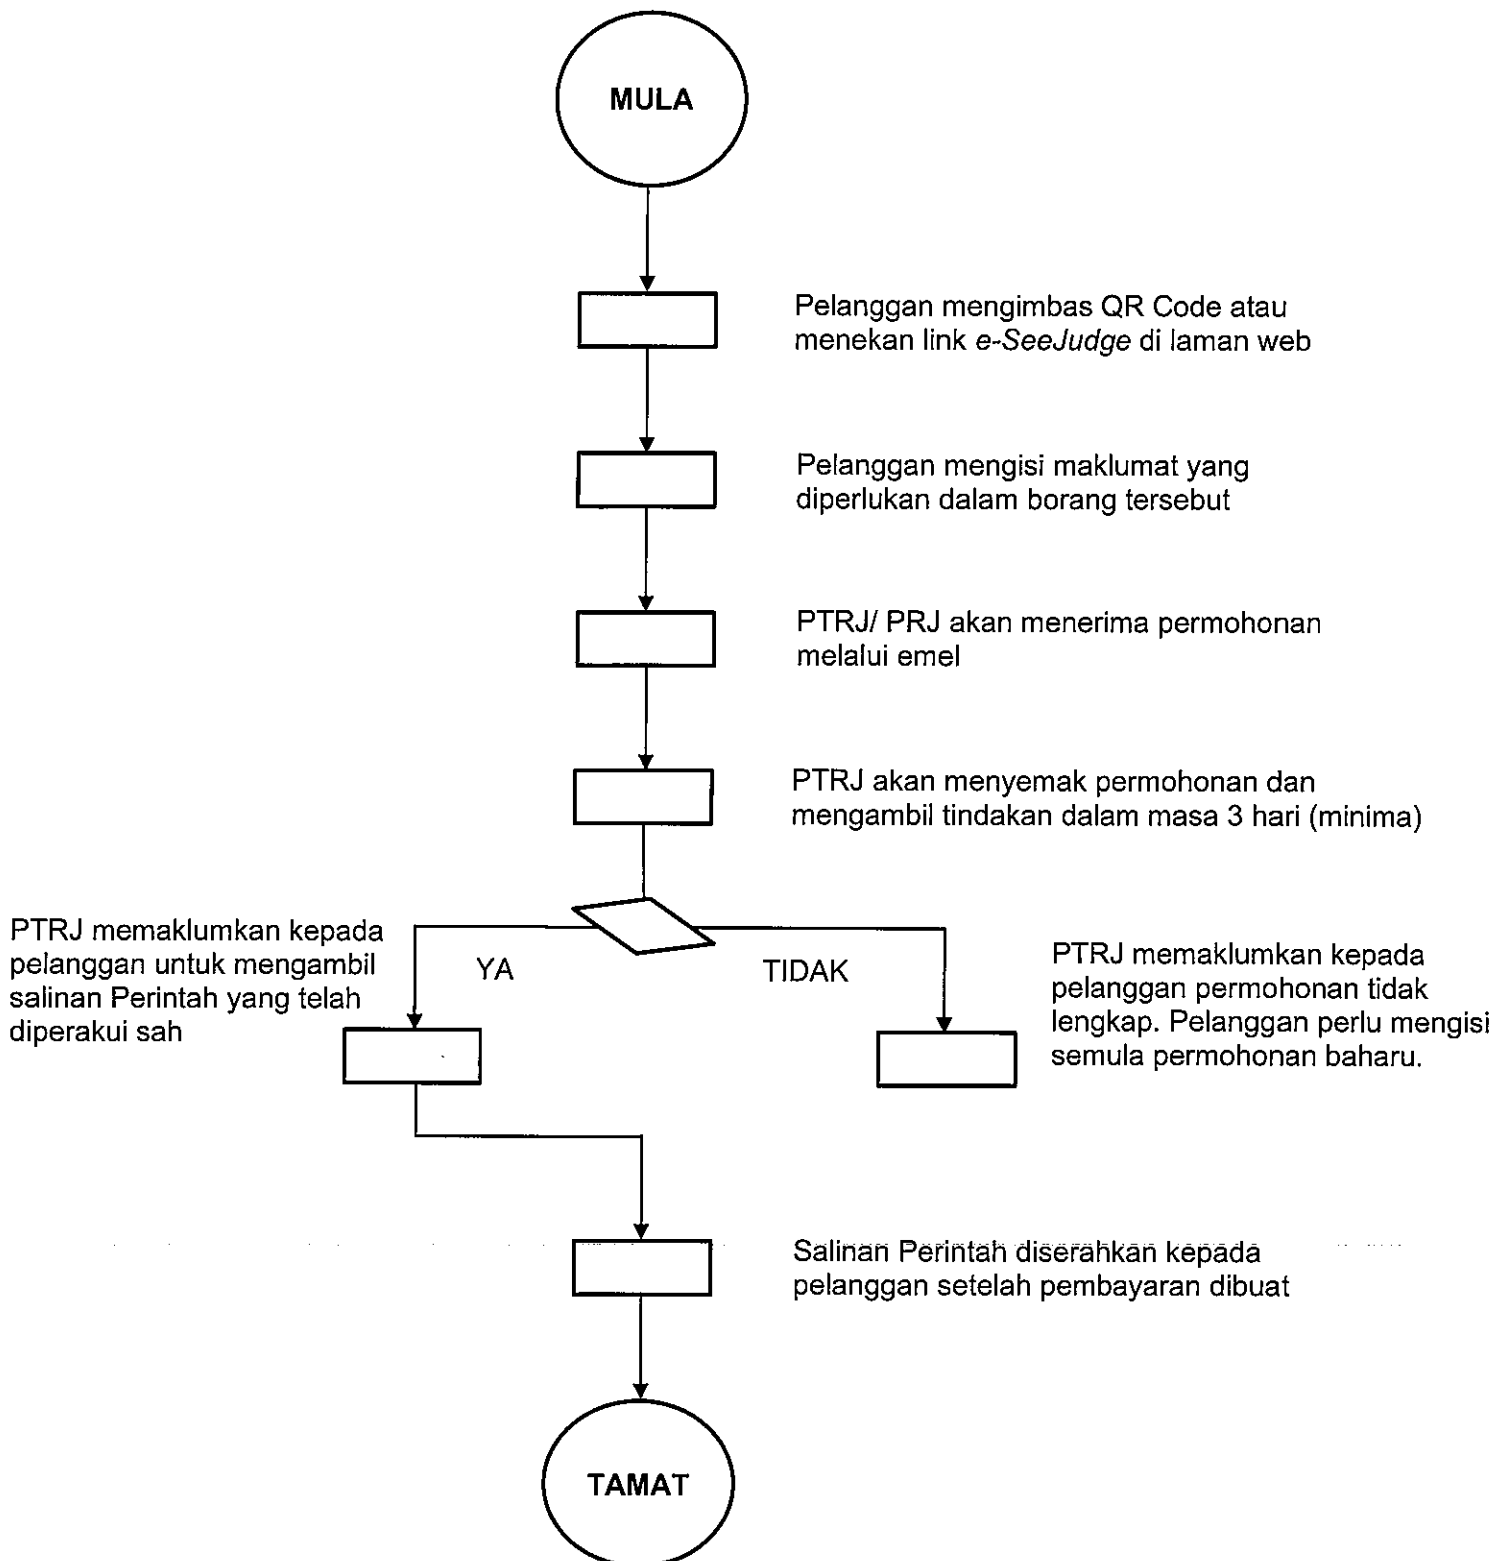 MULA
Pelanggan mengimbas QR Code atau
menekan link e-SeeJudge di laman web
Pelanggan mengisi maklumat yang
diperlukan dalam borang tersebut
PTRJ/ PRJ akan menerima permohonan
melalui emel
PTRJ akan menyemak permohonan dan
mengambil tindakan dalam masa 3 hari (minima)
PTRJ memaklumkan kepada
pelanggan untuk mengambil
salinan Perintah yang telah
diperakui sah
YA
TIDAK
PTRJ memaklumkan kepada
pelanggan permohonan tidak
lengkap. Pelanggan perlu mengisi
semula permohonan baharu.
Salinan Perintah diserahkan kepada
pelanggan setelah pembayaran dibuat
TAMAT